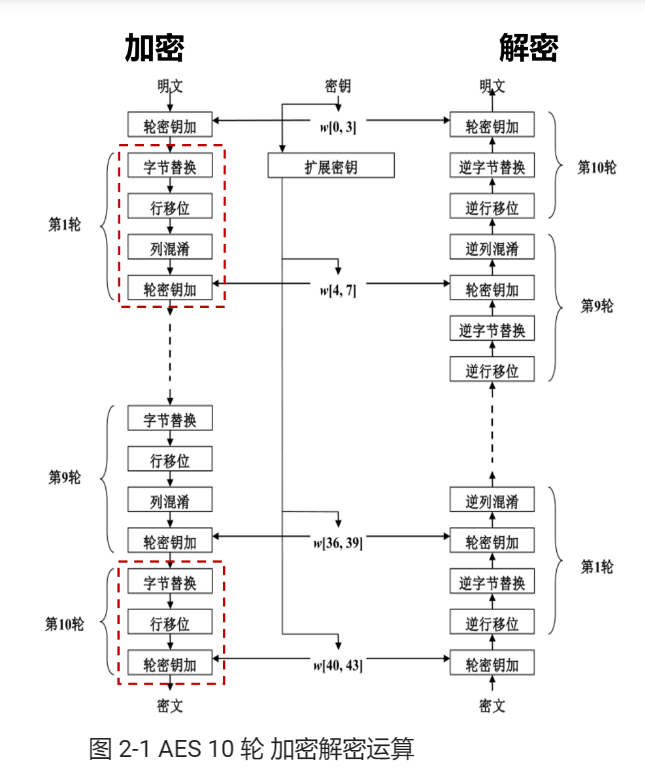 加密
解密
明文
密钥
明文
轮密钥加
w[0, 3]
轮密钥加
字节替换
扩展密钥
逆字节替换
第10轮
行移位
逆行移位
第1轮
列混淆
逆列混淆
轮密钥加
w[4, 7]
轮密钥加
第9轮
逆字节替换
逆行移位
字节替换
行移位
第9轮
列混淆
逆列混淆
轮密钥加
w[36, 39]
轮密钥加
第1轮
字节替换
逆字节替换
第10轮
行移位
逆行移位
轮密钥加
w[40, 43]
轮密钥加
密文
密文
图 2-1 AES 10 轮 加密解密运算